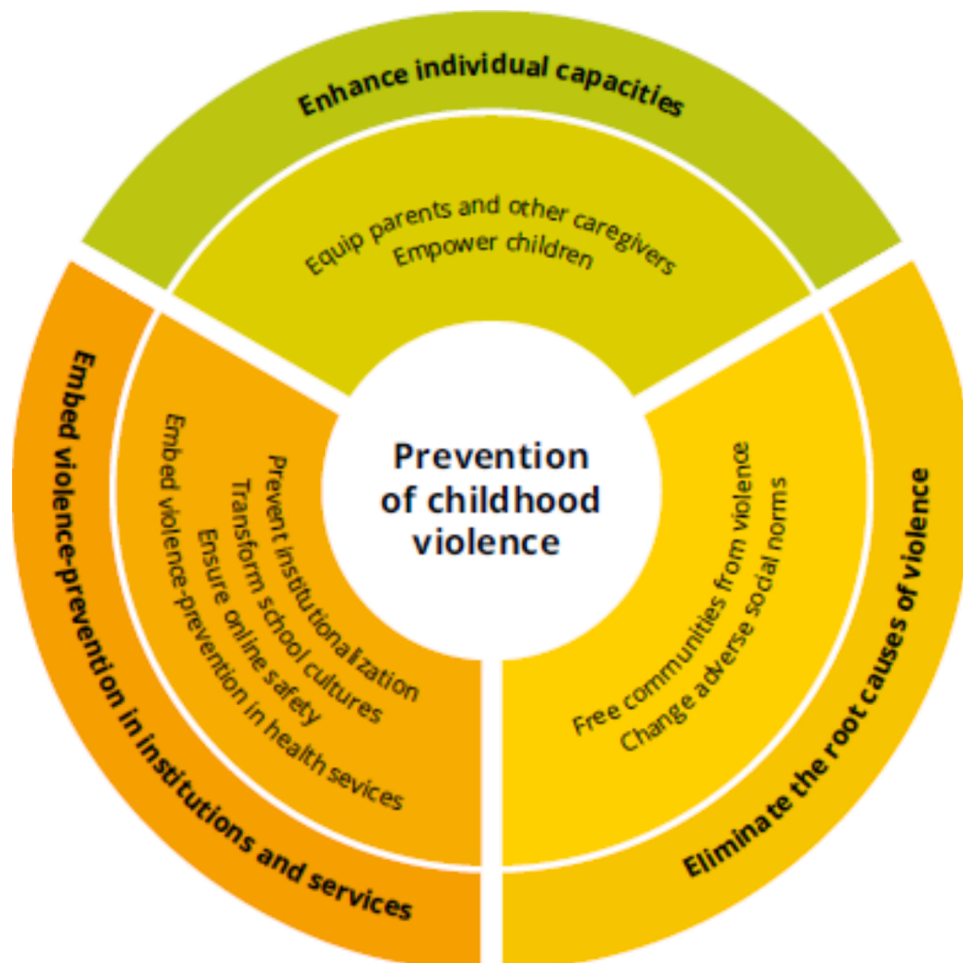 Enhance individual capacities
Equip parents and other caregivers
Empower children
Prevention
of childhood
violence
Embed violence-prevention in institutions and services
Prevent institutionalization
Transform school cultures
Ensure online safety
Embed violence-prevention in health sevices
Free communities from violence
Change adverse social norms
Eliminate the root causes of violence